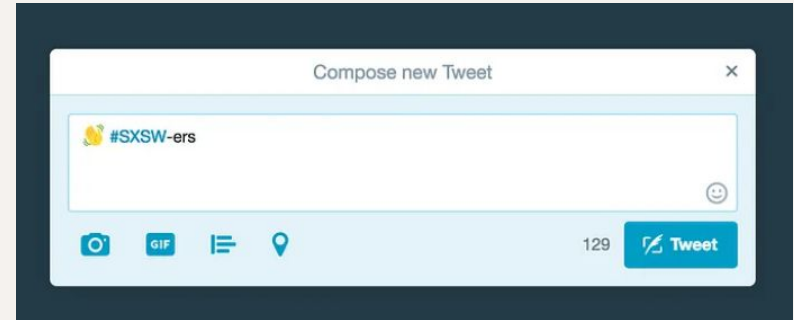 Compose new Tweet ×
👋 #SXSW-ers
GIF 129 Tweet